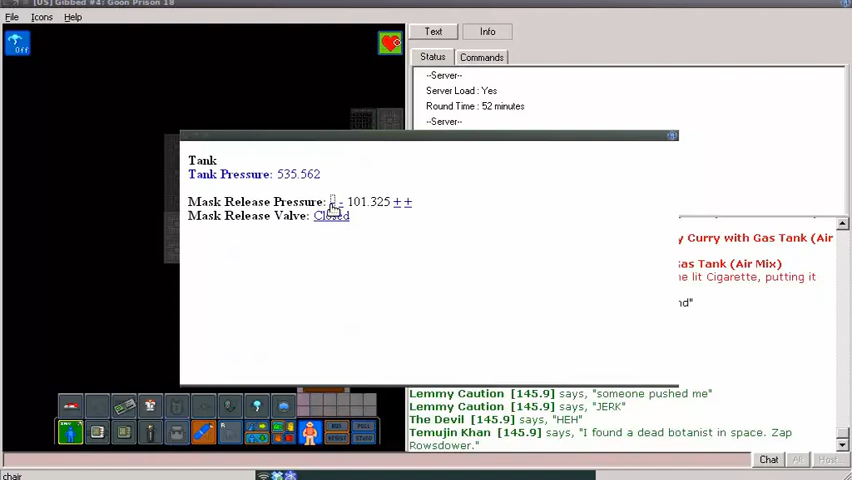 [US] Gibbed #4: Goon Prison 18
File Icons Help
Off
Text Info
Status Commands
--Server--
Server Load : Yes
Round Time : 52 minutes
--Server--
Tank
Tank Pressure: 535.562
Mask Release Pressure: - 101.325 + +
Mask Release Valve: Closed
y Curry with Gas Tank (Air
as Tank (Air Mix)
he lit Cigarette, putting it
nd"
Lemmy Caution [145.9] says, "someone pushed me"
Lemmy Caution [145.9] says, "JERK"
The Devil [145.9] says, "HEH"
Temujin Khan [145.9] says, "I found a dead botanist in space. Zap
Rowsdower."
chair
Chat Alt Host